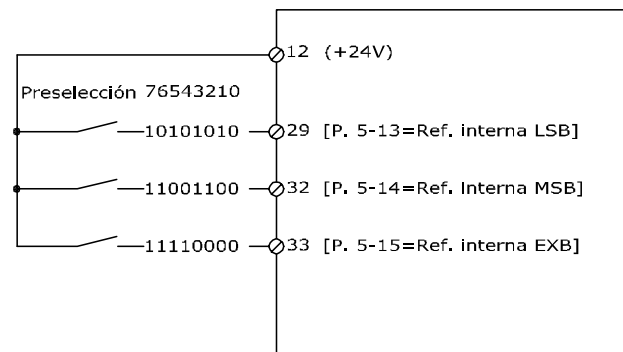 12 (+24V)
Preselección 76543210
10101010 29 [P. 5-13=Ref. interna LSB]
11001100 32 [P. 5-14=Ref. Interna MSB]
11110000 33 [P. 5-15=Ref. interna EXB]